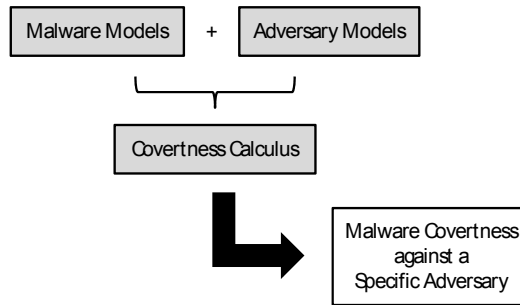 Malware Models + Adversary Models
Covertness Calculus
Malware Covertness
against a
Specific Adversary